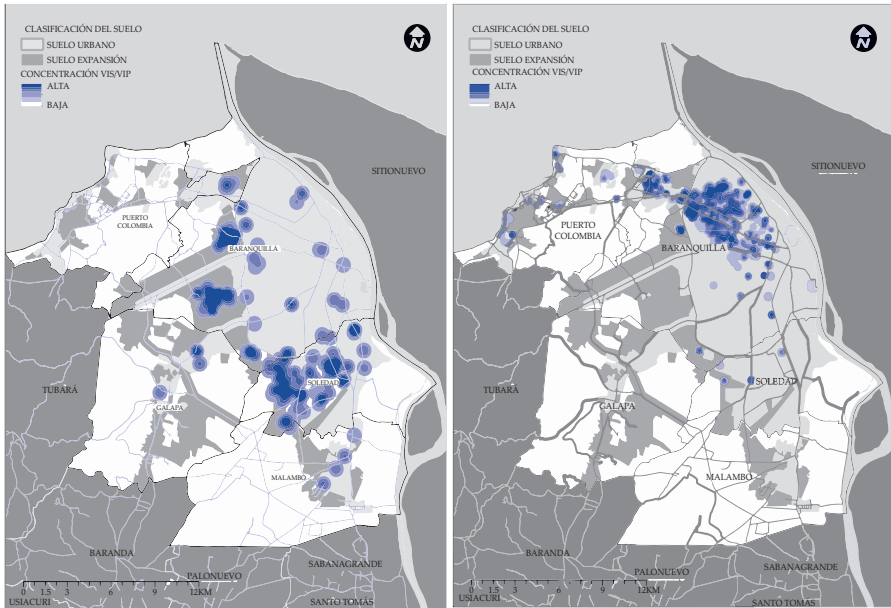 CLASIFICACIÓN DEL SUELO
SUELO URBANO
SUELO EXPANSIÓN
CONCENTRACIÓN VIS/VIP
ALTA
BAJA
N
SITIONUEVO
PUERTO
COLOMBIA
BARANQUILLA
TUBARÁ
SOLEDAD
GALAPA
MALAMBO
BARANDA
SABANAGRANDE
PALONUEVO
0 1.5 3 6 9 12KM
USIACURI
SANTO TOMÁS
CLASIFICACIÓN DEL SUELO
SUELO URBANO
SUELO EXPANSIÓN
CONCENTRACIÓN VIS/VIP
ALTA
BAJA
N
SITIONUEVO
PUERTO
COLOMBIA
BARANQUILLA
TUBARÁ
SOLEDAD
GALAPA
MALAMBO
BARANDA
SABANAGRANDE
PALONUEVO
0 1.5 3 6 9 12KM
USIACURI
SANTO TOMÁS